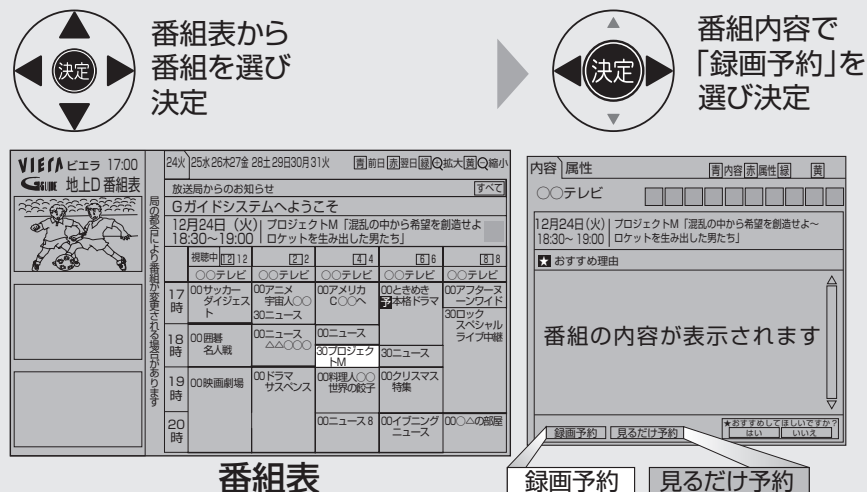 番組表から
番組を選び
決定
決定
番組内容で
「録画予約」を
選び決定
決定
VIErA ビエラ 17:00
GガイドGUIDE 地上D 番組表
局の都合により番組が変更される場合があります
24火 25水 26木 27金 28土 29日 30月 31火 青前日 赤翌日 緑拡大 黄縮小
放送局からのお知らせ すべて
Gガイドシステムへようこそ
12月24日 (火) プロジェクトM「混乱の中から希望を創造せよ
18:30~19:00 ロケットを生み出した男たち」
視聴中 12 12 2 2 4 4 6 6 8 8
○○テレビ ○○テレビ ○○テレビ ○○テレビ ○○テレビ
17時
00サッカー
ダイジェス
ト
00アニメ
宇宙人○○
30ニュース
00アメリカ
C○○へ
00ときめき
予本格ドラマ
00アフターヌ
ーンワイド
30ロック
スペシャル
ライブ中継
18時
00囲碁
名人戦
00ニュース
△△○○○
00ニュース
30プロジェク
トM
30ニュース
19時
00映画劇場
00ドラマ
サスペンス
00料理人○○
世界の餃子
00クリスマス
特集
20時
00ニュース8
00イブニング
ニュース
00○△の部屋
番組表
内容 属性 青内容 赤属性 緑 黄
○○テレビ
12月24日(火) プロジェクトM「混乱の中から希望を創造せよ~
18:30~ 19:00 ロケットを生み出した男たち」
★ おすすめ理由
番組の内容が表示されます
★おすすめしてほしいですか?
録画予約 見るだけ予約 はい いいえ
録画予約 見るだけ予約